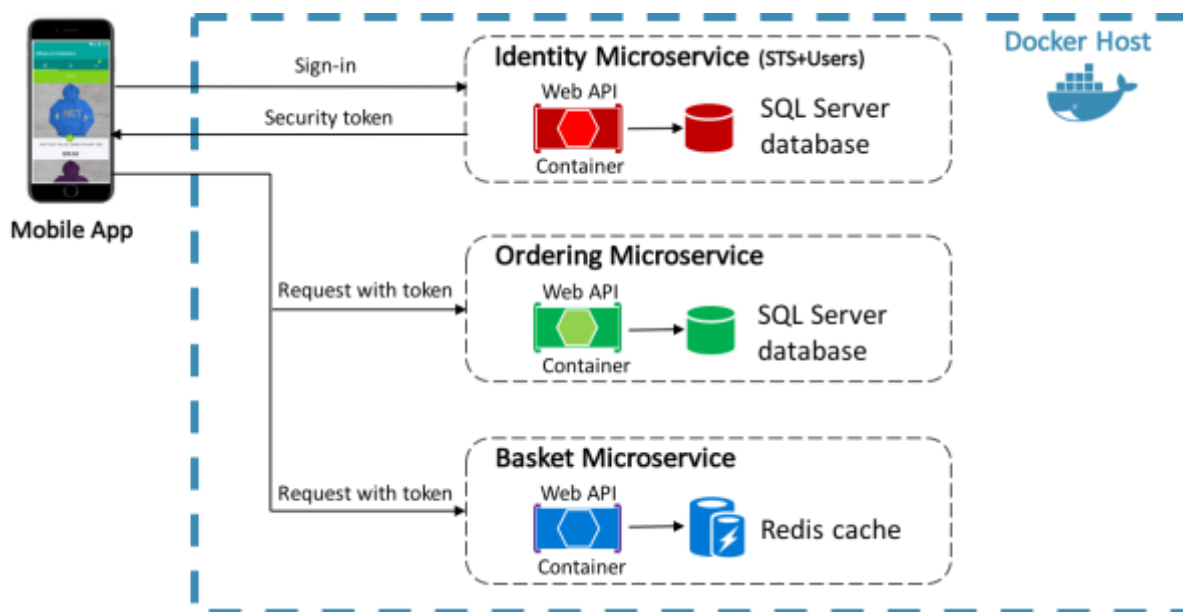 Docker Host
Identity Microservice (STS+Users)
Sign-in
Web API
SQL Server
database
Security token
Container
Mobile App
Ordering Microservice
Request with token
Web API
SQL Server
database
Container
Basket Microservice
Request with token
Web API
Redis cache
Container